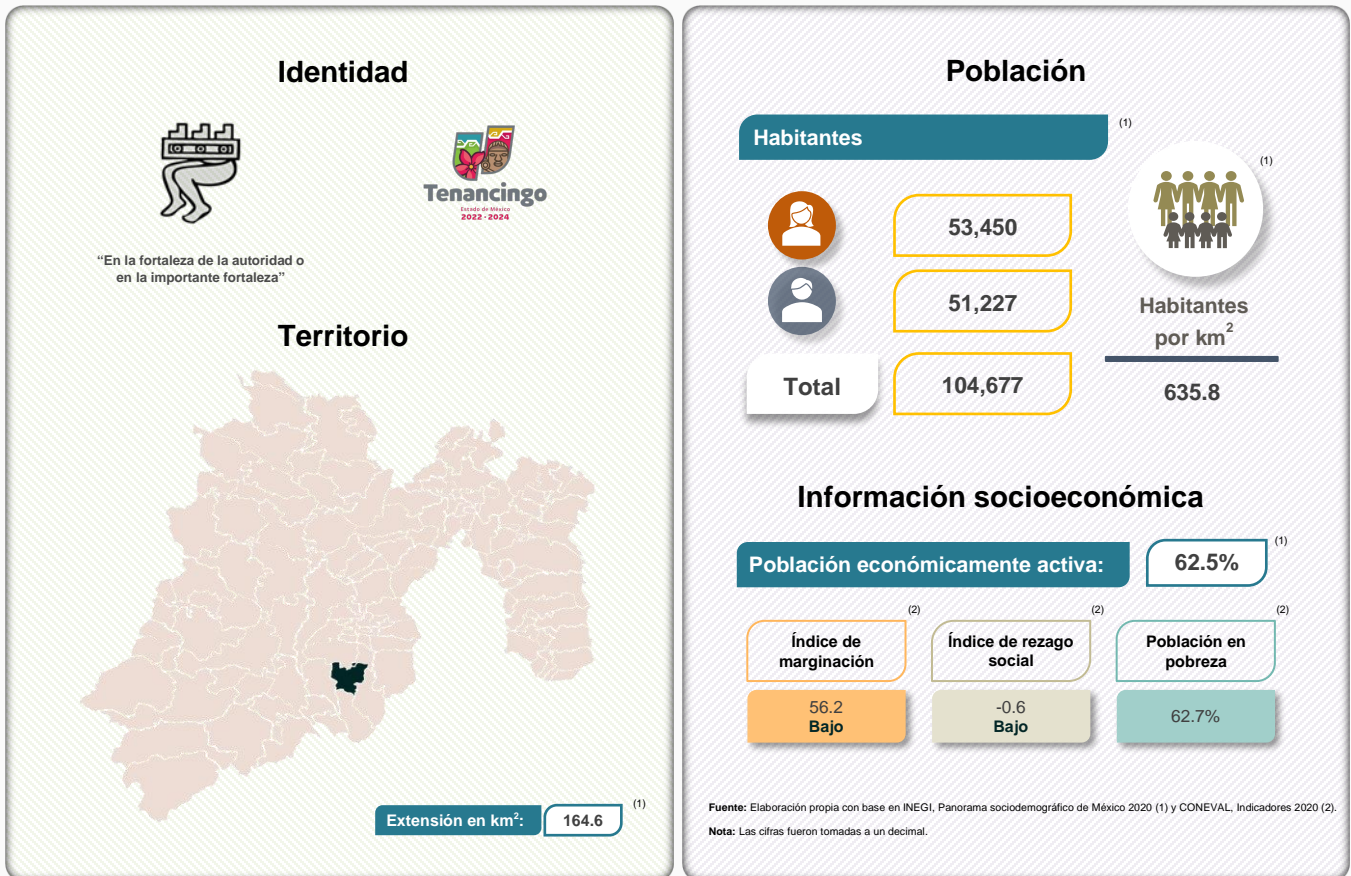 Identidad
Tenancingo
Estado de México
2022 - 2024
“En la fortaleza de la autoridad o
en la importante fortaleza”
Territorio
Extensión en km²:
164.6
(1)
Población
Habitantes
(1)
53,450
51,227
Total
104,677
(1)
Habitantes
por km²
635.8
Información socioeconómica
Población económicamente activa:
62.5%
(1)
(2)
Índice de
marginación
56.2
Bajo
(2)
Índice de rezago
social
-0.6
Bajo
(2)
Población en
pobreza
62.7%
Fuente: Elaboración propia con base en INEGI, Panorama sociodemográfico de México 2020 (1) y CONEVAL, Indicadores 2020 (2).
Nota: Las cifras fueron tomadas a un decimal.